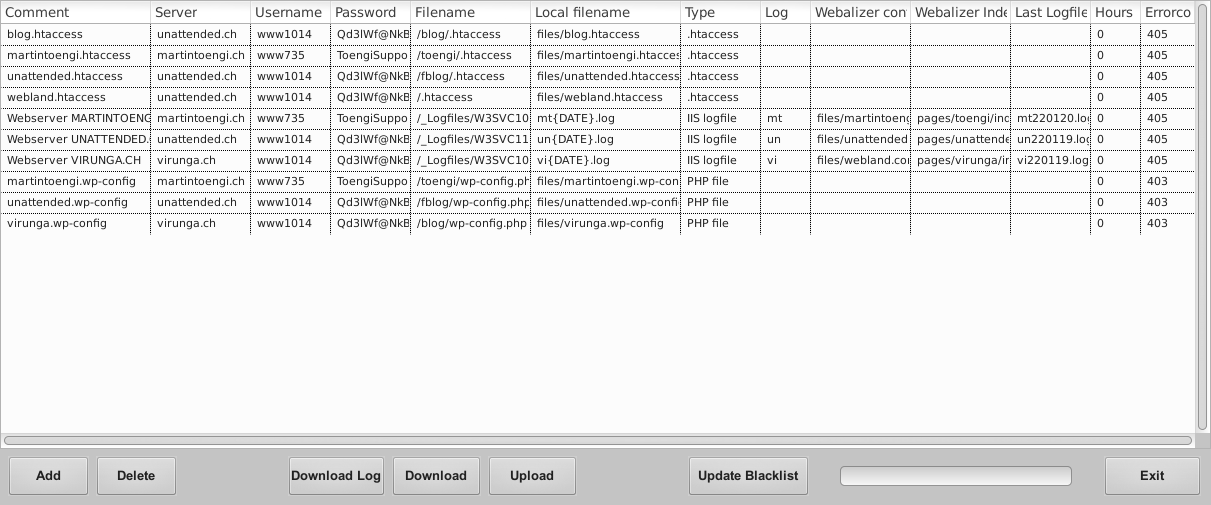 Comment Server Username Password Filename Local filename Type Log Webalizer con Webalizer Inde Last Logfile Hours Errorco
blog.htaccess unattended.ch www1014 Qd3lWf@NkB /blog/.htaccess files/blog.htaccess .htaccess 0 405
martintoengi.htaccess martintoengi.ch www735 ToengiSuppo /toengi/.htaccess files/martintoengi.htacces .htaccess 0 405
unattended.htaccess unattended.ch www1014 Qd3lWf@NkB /fblog/.htaccess files/unattended.htaccess .htaccess 0 405
webland.htaccess unattended.ch www1014 Qd3lWf@NkB /.htaccess files/webland.htaccess .htaccess 0 405
Webserver MARTINTOENG martintoengi.ch www735 ToengiSuppo /_Logfiles/W3SVC10 mt{DATE}.log IIS logfile mt files/martintoeng pages/toengi/ind mt220120.log 0 405
Webserver UNATTENDED. unattended.ch www1014 Qd3lWf@NkB /_Logfiles/W3SVC11 un{DATE}.log IIS logfile un files/unattended pages/unattende un220119.log 0 405
Webserver VIRUNGA.CH virunga.ch www1014 Qd3lWf@NkB /_Logfiles/W3SVC10 vi{DATE}.log IIS logfile vi files/webland.con pages/virunga/in vi220119.log 0 405
martintoengi.wp-config martintoengi.ch www735 ToengiSuppo /toengi/wp-config.ph files/martintoengi.wp-con PHP file 0 403
unattended.wp-config unattended.ch www1014 Qd3lWf@NkB /fblog/wp-config.php files/unattended.wp-confi PHP file 0 403
virunga.wp-config virunga.ch www1014 Qd3lWf@NkB /blog/wp-config.php files/virunga.wp-config PHP file 0 403
Add Delete Download Log Download Upload Update Blacklist Exit